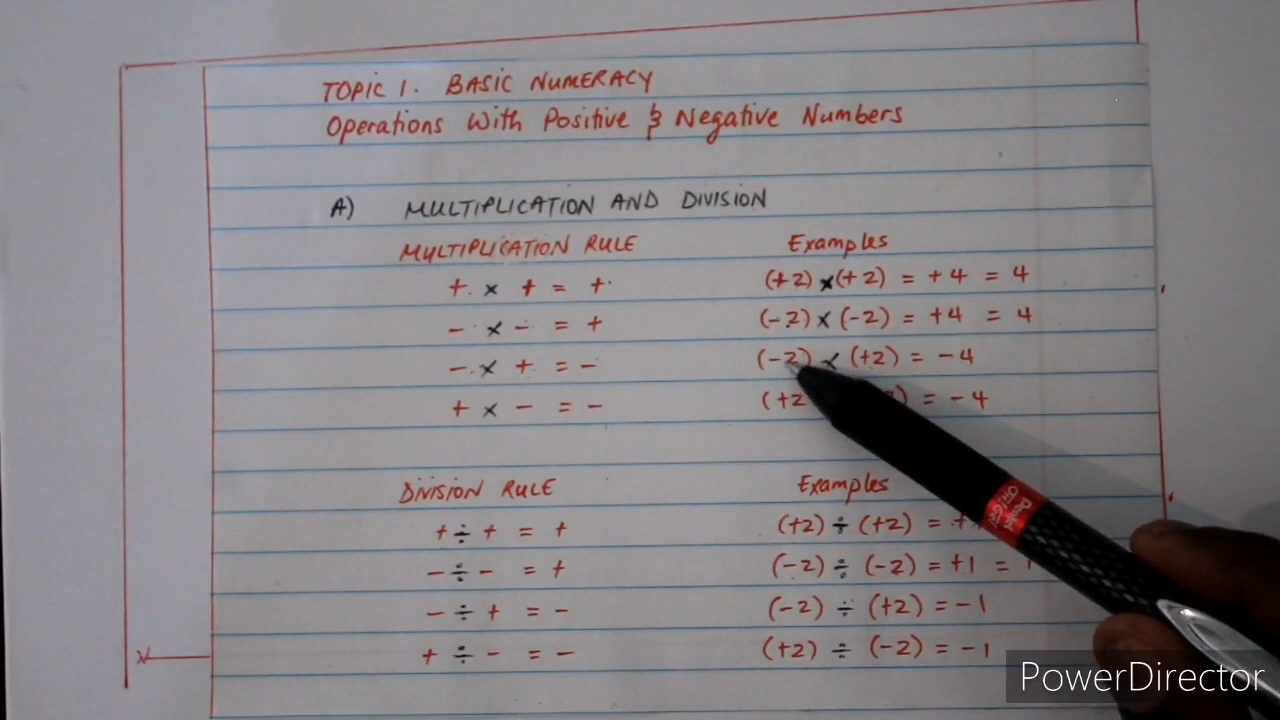 TOPIC 1. BASIC NUMERACY
Operations With Positive & Negative Numbers
A) MULTIPLICATION AND DIVISION
MULTIPLICATION RULE Examples
+ × + = + (+2) × (+2) = +4 = 4
- × - = + (-2) × (-2) = +4 = 4
- × + = - (-2) × (+2) = -4
+ × - = - (+2 ) = -4
DIVISION RULE Examples
+ ÷ + = + (+2) ÷ (+2) = +
- ÷ - = + (-2) ÷ (-2) = +1 = 1
- ÷ + = - (-2) ÷ (+2) = -1
+ ÷ - = - (+2) ÷ (-2) = -1
PowerDirector